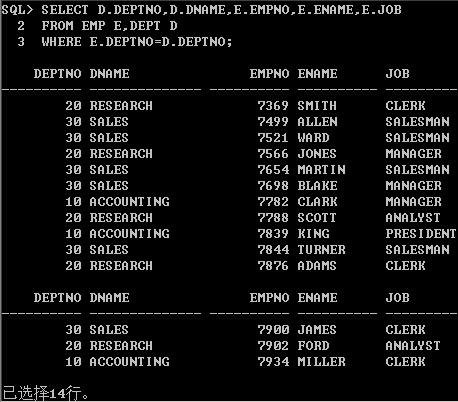 SQL> SELECT D.DEPTNO,D.DNAME,E.EMPNO,E.ENAME,E.JOB
  2  FROM EMP E,DEPT D
  3  WHERE E.DEPTNO=D.DEPTNO;
    DEPTNO DNAME               EMPNO ENAME      JOB
---------- -------------- ---------- ---------- ---------
        20 RESEARCH             7369 SMITH      CLERK
        30 SALES                7499 ALLEN      SALESMAN
        30 SALES                7521 WARD       SALESMAN
        20 RESEARCH             7566 JONES      MANAGER
        30 SALES                7654 MARTIN     SALESMAN
        30 SALES                7698 BLAKE      MANAGER
        10 ACCOUNTING           7782 CLARK      MANAGER
        20 RESEARCH             7788 SCOTT      ANALYST
        10 ACCOUNTING           7839 KING       PRESIDENT
        30 SALES                7844 TURNER     SALESMAN
        20 RESEARCH             7876 ADAMS      CLERK
    DEPTNO DNAME               EMPNO ENAME      JOB
---------- -------------- ---------- ---------- ---------
        30 SALES                7900 JAMES      CLERK
        20 RESEARCH             7902 FORD       ANALYST
        10 ACCOUNTING           7934 MILLER     CLERK
已选择14行。